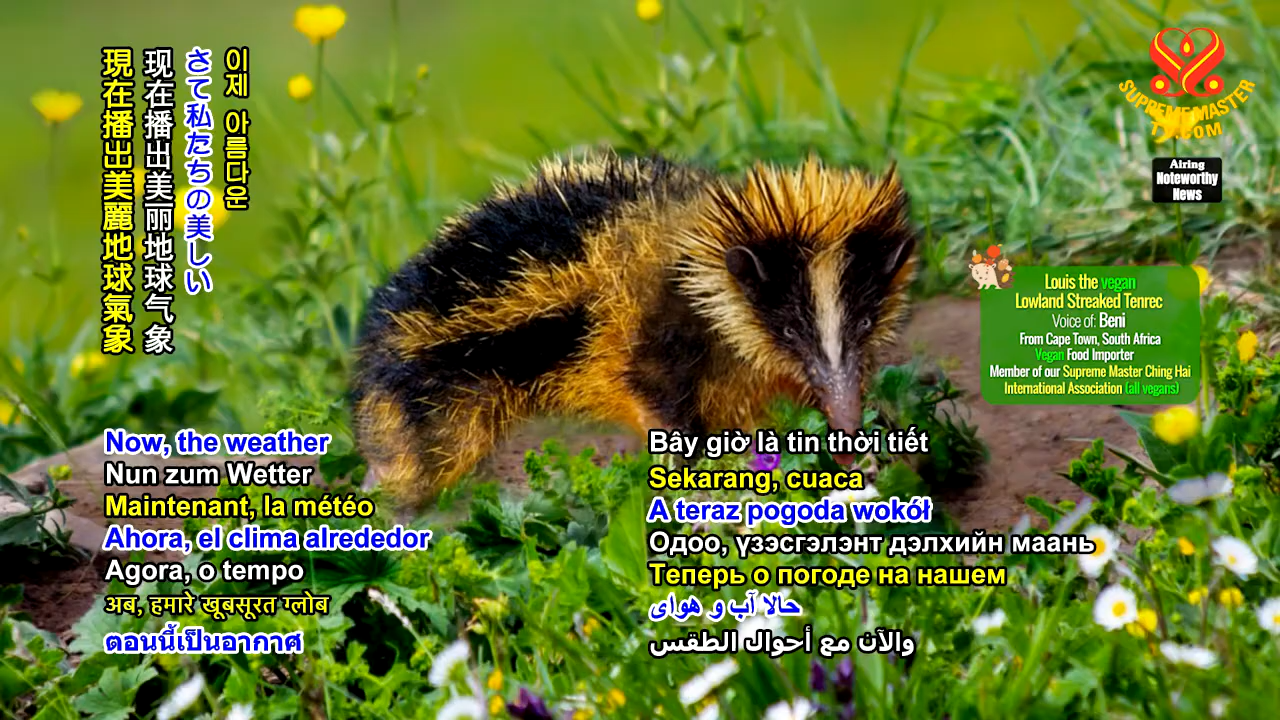 現在播出美麗地球氣象
现在播出美丽地球气象
さて私たちの美しい
이제 아름다운
SUPREME MASTER
TV.COM
Airing
Noteworthy
News
Louis the vegan
Lowland Streaked Tenrec
Voice of: Beni
From Cape Town, South Africa
Vegan Food Importer
Member of our Supreme Master Ching Hai
International Association (all vegans)
Now, the weather
Nun zum Wetter
Maintenant, la météo
Ahora, el clima alrededor
Agora, o tempo
अब, हमारे खूबसूरत ग्लोब
ตอนนี้เป็นอากาศ
Bây giờ là tin thời tiết
Sekarang, cuaca
A teraz pogoda wokół
Одоо, үзэсгэлэнт дэлхийн маань
Теперь о погоде на нашем
حالا آب و هوای
والآن مع أحوال الطقس